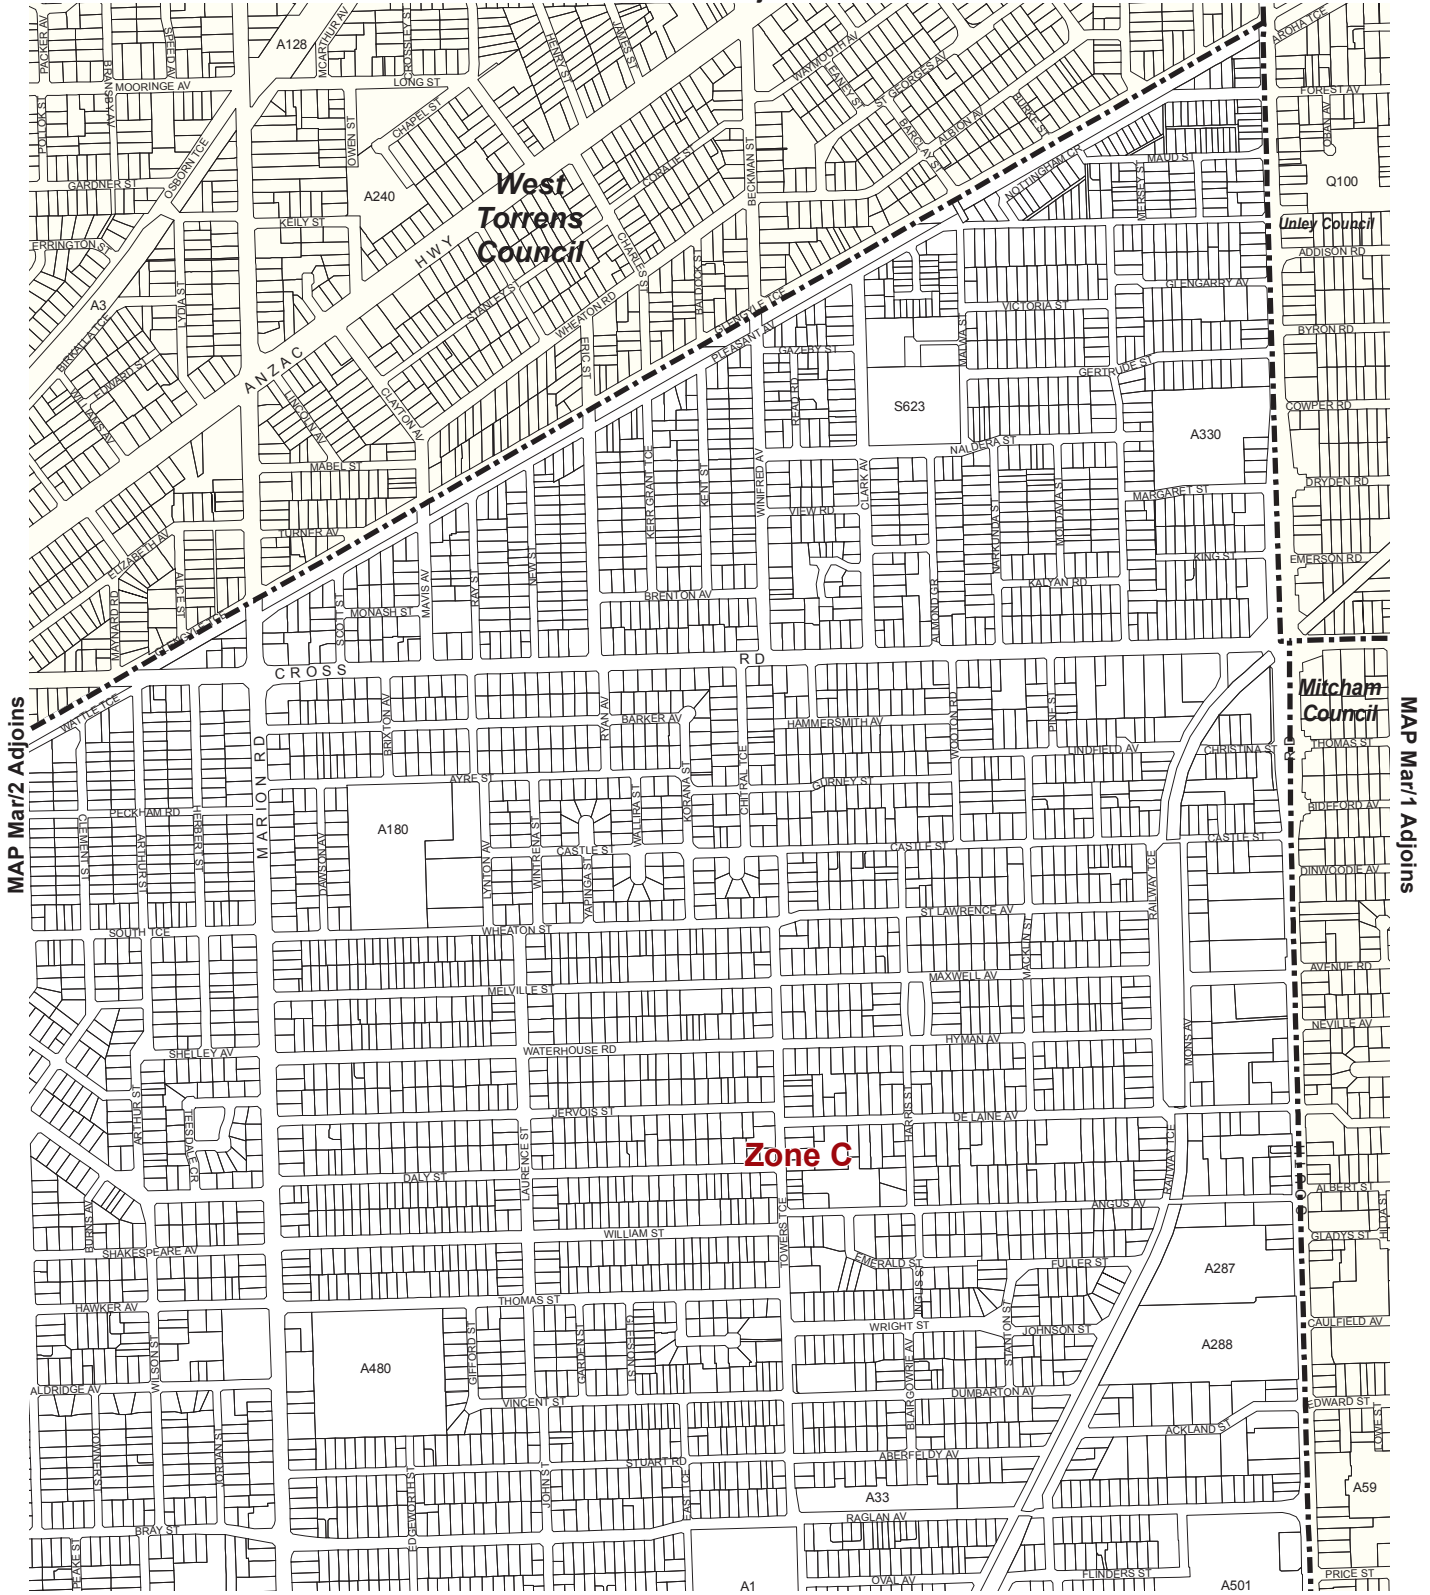 PACKER AV
SPEED AV
A128
MCARTHUR AV
CROSSLEY ST
HENRY ST
JAMES ST
WAYMOUTH AV
AROHA TCE
BRANSBY AV
MOORINGE AV
LONG ST
ST GEORGES AV
FOREST AV
POLLOK ST
OWEN ST
CHAPEL ST
BARCLAY ST
ALBION AV
BURKE ST
OBAN AV
OSBORN TCE
CORALIE ST
BECKMAN ST
NOTTINGHAM CR
MAUD ST
GARDNER ST
A240
West
Torrens
Council
MERSEY ST
Q100
KEILY ST
Unley Council
ERRINGTON ST
HWY
CHARLES ST
ADDISON RD
A3
LYDIA ST
STANLEY ST
WHEATON RD
BALDOCK ST
GLENGYLE TCE
PLEASANT AV
VICTORIA ST
GLENGARRY AV
BIRKALLA TCE
ERIC ST
GAZEBY ST
MALWA ST
BYRON RD
EDWARD ST
ANZAC
READ RD
GERTRUDE ST
WILLIAMS AV
LINCOLN AV
CLAYTON AV
S623
A330
COWPER RD
MABEL ST
KERR GRANT TCE
KENT ST
WINIFRED AV
CLARK AV
NALDERA ST
DRYDEN RD
MARGARET ST
VIEW RD
NARKUNDA ST
MOLDAVIA ST
TURNER AV
ELIZABETH AV
KING ST
EMERSON RD
ALICE ST
MAYNARD RD
SCOTT ST
MONASH ST
MAVIS AV
RAY ST
NEW ST
BRENTON AV
ALMOND GR
KALYAN RD
CROSS
RD
Mitcham
Council
WATTLE TCE
BRIXTON AV
RYAN AV
BARKER AV
HAMMERSMITH AV
WOOTTON RD
PINE ST
MAP Mar/2 Adjoins
MAP Mar/1 Adjoins
MARION RD
LINDFIELD AV
CHRISTINA ST
THOMAS ST
RD
AYRE ST
KORANA ST
CHITRAL TCE
GURNEY ST
PECKHAM RD
BIDEFORD AV
CLEMENT ST
ARTHUR ST
HERBERT ST
LAWSON AV
A180
LYNTON AV
WINTRENA ST
WALLIRA ST
CASTLE ST
YAPINGA ST
CASTLE ST
RAILWAY TCE
CASTLE ST
DINWOODIE AV
ST LAWRENCE AV
SOUTH TCE
WHEATON ST
MACKLIN ST
MAXWELL AV
AVENUE RD
MELVILLE ST
NEVILLE AV
SHELLEY AV
WATERHOUSE RD
HYMAN AV
MONS AV
ARTHUR ST
TEESDALE CR
JERVOIS ST
HARRIS ST
DE LAINE AV
Zone C
LAURENCE ST
RAILWAY TCE
DALY ST
ANGUS AV
ALBERT ST
BURNS AV
TOWERS TCE
HILDA ST
WILLIAM ST
GLADYS ST
SHAKESPEARE AV
EMERALD ST
FULLER ST
A287
INGLIS ST
HAWKER AV
THOMAS ST
WRIGHT ST
STANTON ST
JOHNSON ST
CAULFIELD AV
WILSON ST
A480
GIFFORD ST
GARDEN ST
A288
ALDRIDGE AV
VINCENT ST
BLAIRGOWRIE AV
DUMBARTON AV
EDWARD ST
DOWNER ST
JORDAN ST
ACKLAND ST
LOWE ST
EDGEWORTH ST
JOHN ST
STUART RD
EAST TCE
ABERFELDY AV
A33
A59
BRAY ST
RAGLAN AV
PEAKE ST
A1
OVAL AV
FLINDERS ST
A501
PRICE ST